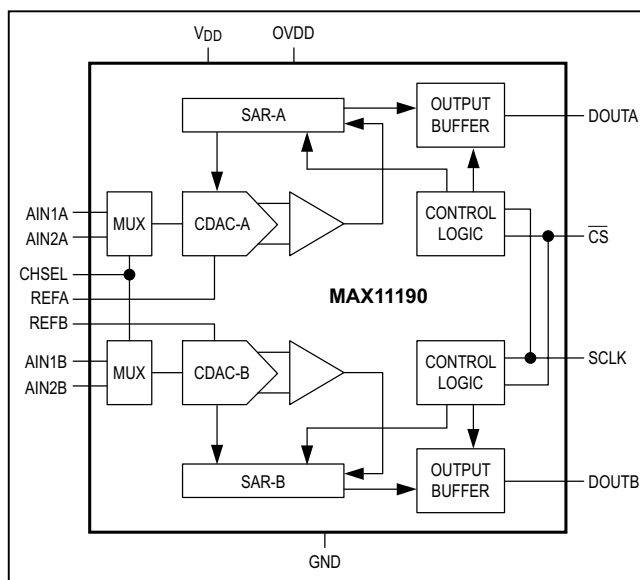 VDD OVDD
SAR-A
OUTPUT
BUFFER
DOUTA
AIN1A
AIN2A
MUX
CDAC-A
CONTROL
LOGIC
CS
CHSEL
REFA
MAX11190
REFB
AIN1B
AIN2B
MUX
CDAC-B
CONTROL
LOGIC
SCLK
SAR-B
OUTPUT
BUFFER
DOUTB
GND